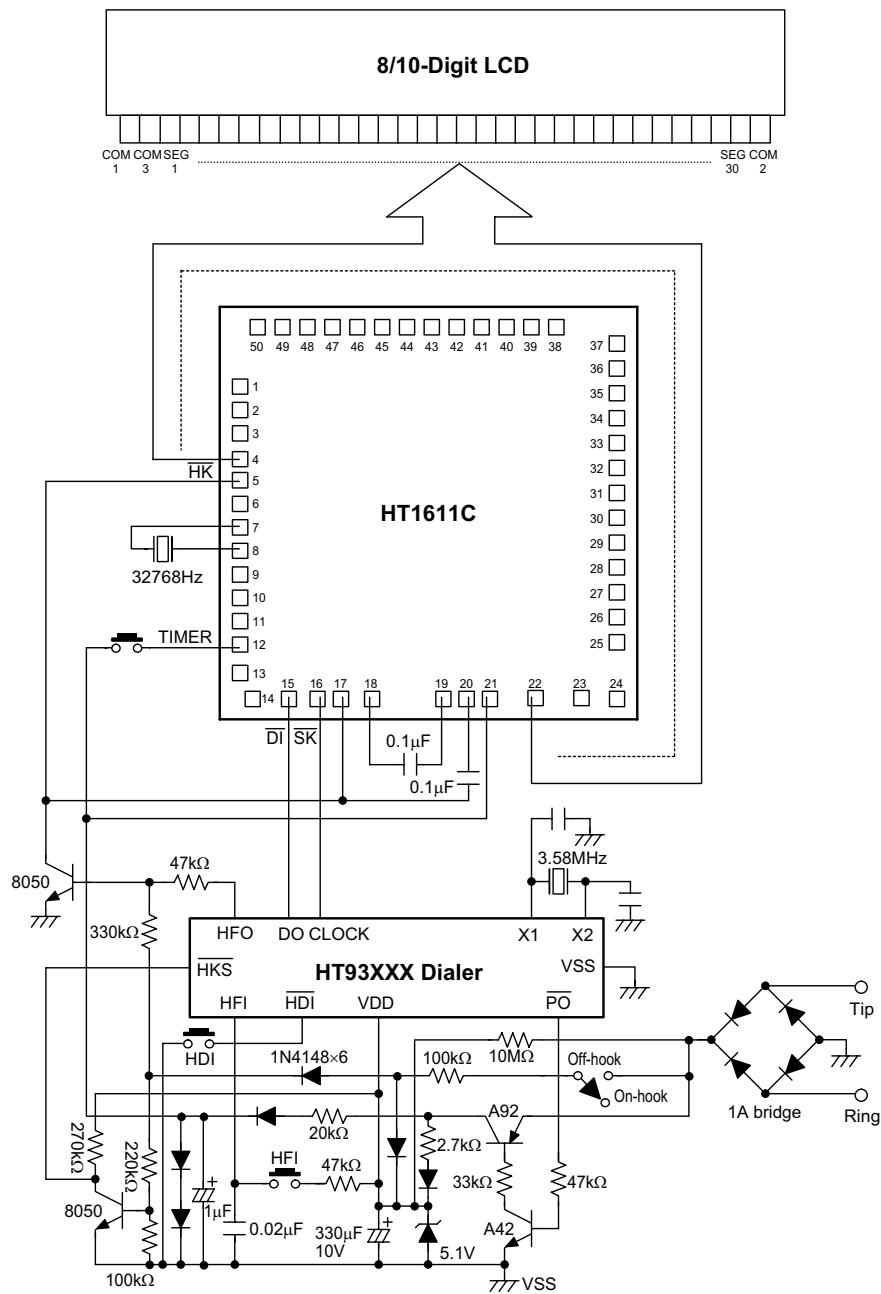 8/10-Digit LCD
COM COM SEG SEG COM
1 3 1 30 2
50 49 48 47 46 45 44 43 42 41 40 39 38
37
36
35
34
33
32
31
30
29
28
27
26
25
1
2
3
4
HK
5
6
7
8
32768Hz
9
10
11
TIMER 12
13
HT1611C
14 15 16 17 18 19 20 21 22 23 24
DI SK
0.1μF
0.1μF
47kΩ
8050
330kΩ
3.58MHz
HFO DO CLOCK X1 X2
HKS HT93XXX Dialer VSS
HFI HDI VDD PO
HDI
10MΩ
Tip
1N4148×6
100kΩ
Off-hook
On-hook
1A bridge
Ring
A92
20kΩ
2.7kΩ
270kΩ
220kΩ
HFI
47kΩ
33kΩ
47kΩ
8050
+
1μF
0.02μF
+
330μF
10V
5.1V
A42
100kΩ
VSS